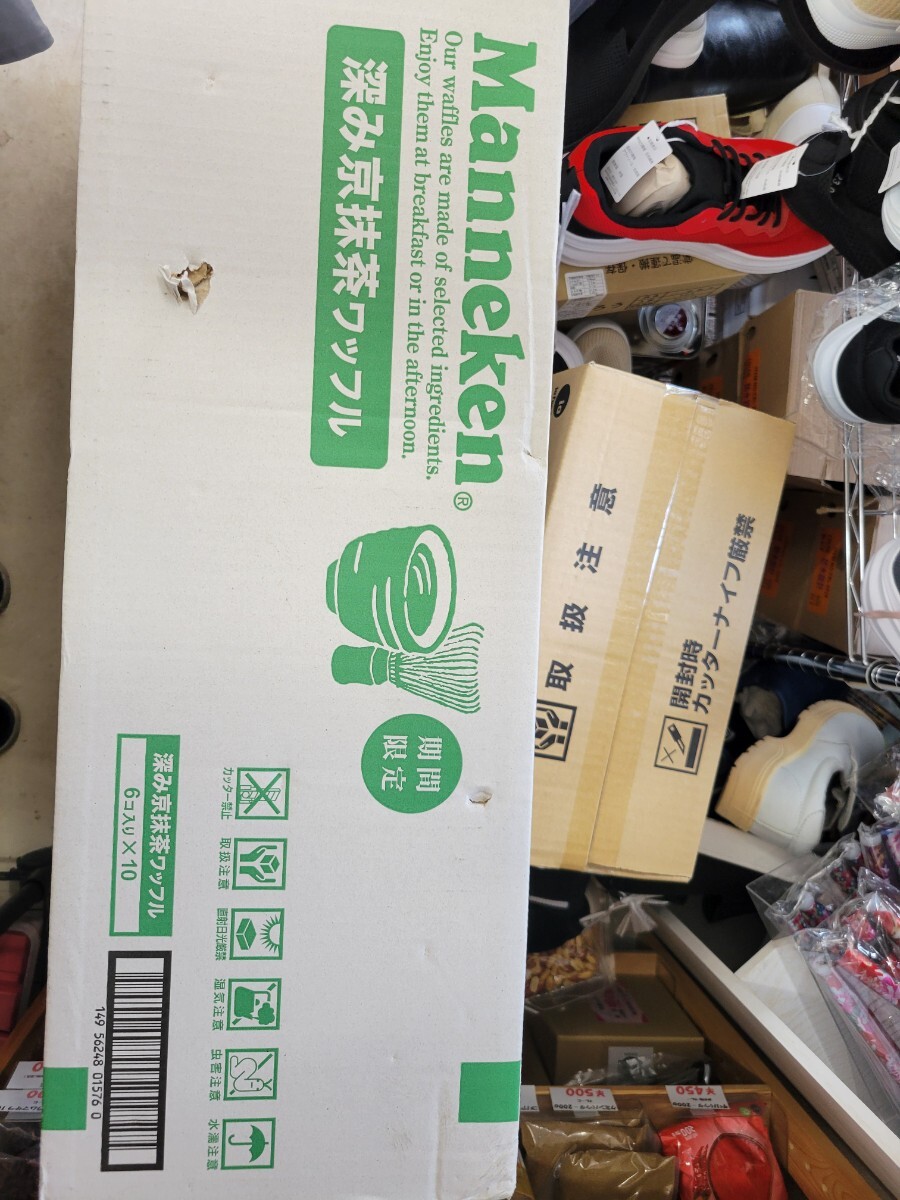 Manneken®
Our waffles are made of selected ingredients.
Enjoy them at breakfast or in the afternoon.
深み京抹茶ワッフル
期間
限定
カッター禁止
取扱注意
直射日光厳禁
湿気注意
虫害注意
水濡注意
深み京抹茶ワッフル
6コ入り×10
149 56248 01576 0
取扱注意
開封時
カッターナイフ厳禁
¥500
¥450